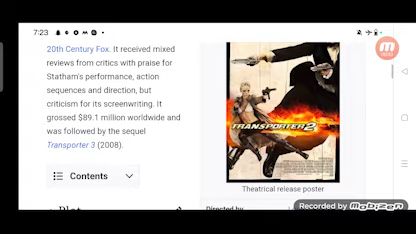 7:23
20th Century Fox. It received mixed
reviews from critics with praise for
Statham's performance, action
sequences and direction, but
criticism for its screenwriting. It
grossed $89.1 million worldwide and
was followed by the sequel
Transporter 3 (2008).
Contents
TRANSPORTER 2
Theatrical release poster
Directed by
Plot
Recorded by Mobizen